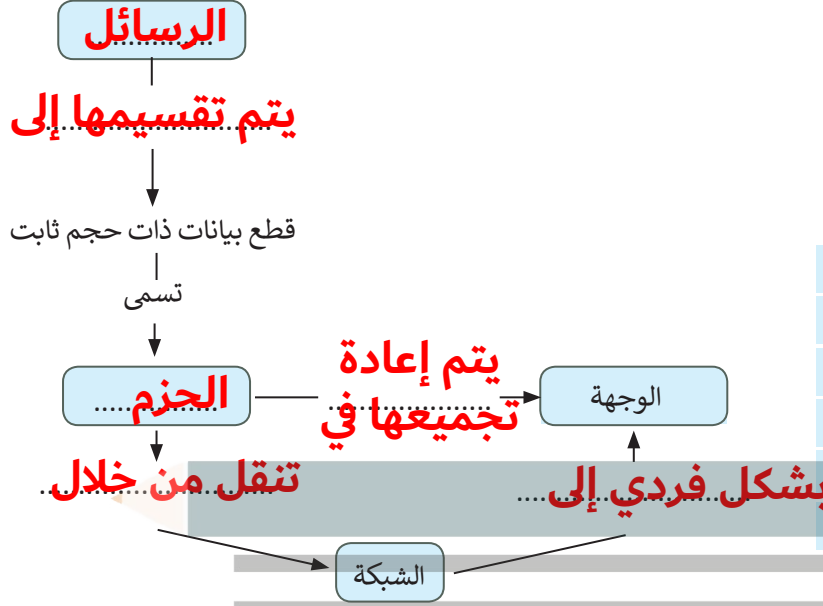 الرسائل
يتم تقسيمها إلى
قطع بيانات ذات حجم ثابت
تسمى
الحزم
يتم إعادة
تجميعها في
الوجهة
تنقل من خلال
بشكل فردي إلى
الشبكة